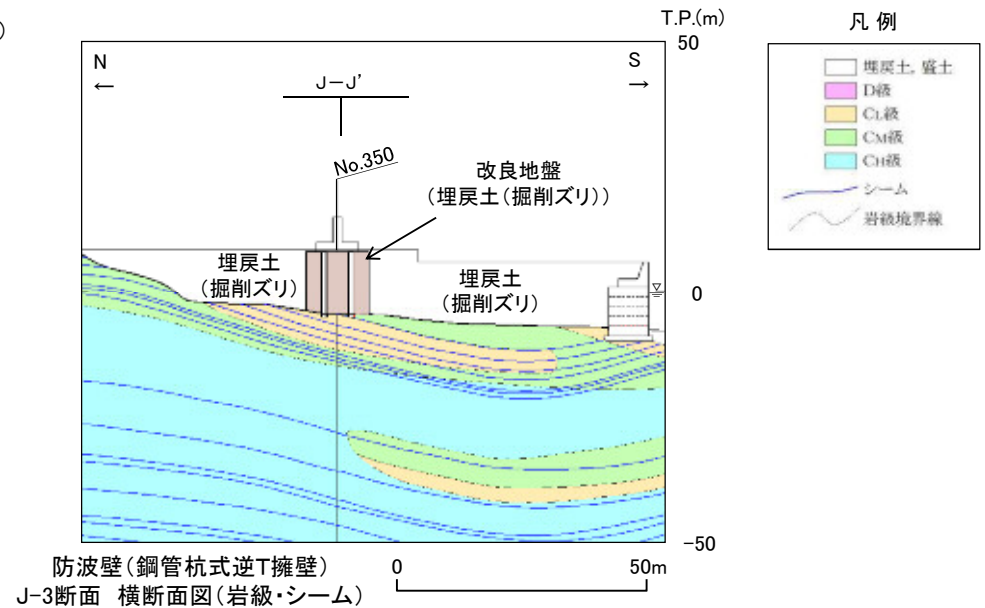 )
T.P.(m)
50
N
←
S
→
J－J’
No.350
改良地盤
（埋戻土（掘削ズリ））
埋戻土
（掘削ズリ）
埋戻土
（掘削ズリ）
0
-50
防波壁（鋼管杭式逆T擁壁）
J-3断面　横断面図（岩級・シーム）
0
50m
凡 例
埋戻土, 盛土
D級
CL級
CM級
CH級
シーム
岩級境界線